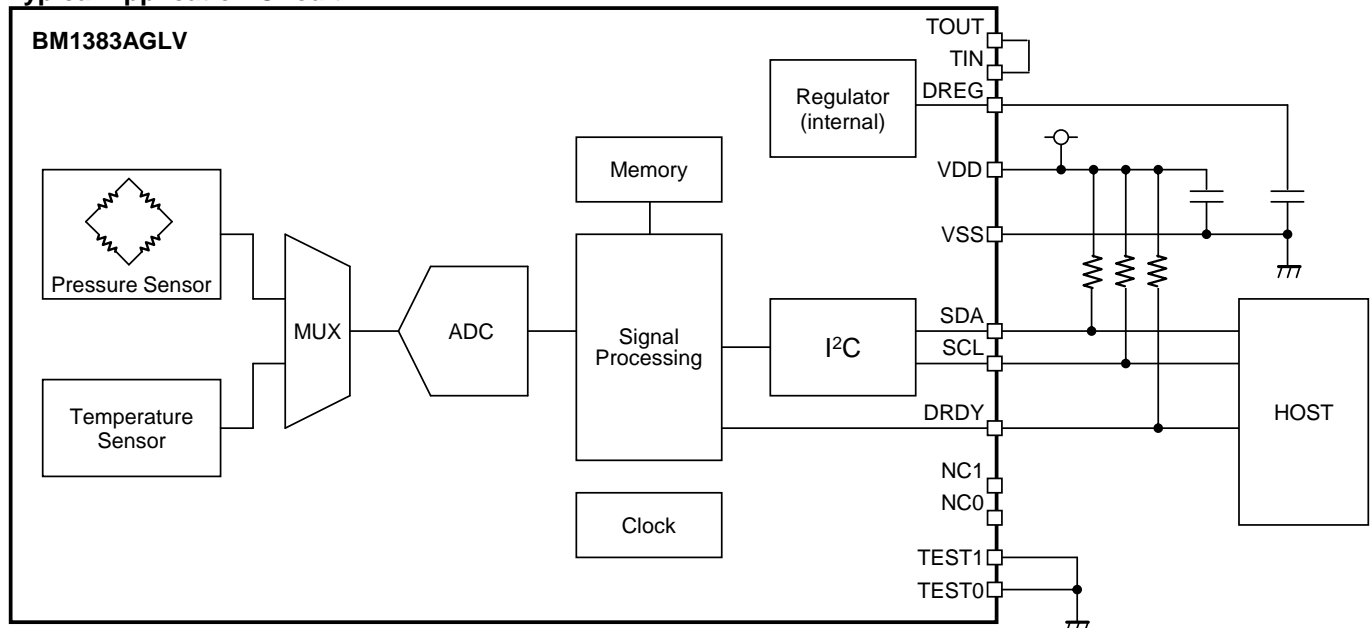 BM1383AGLV
TOUT
TIN
DREG
Regulator
(internal)
VDD
Memory
VSS
Pressure Sensor
MUX
ADC
Signal
Processing
I²C
SDA
SCL
HOST
Temperature
Sensor
DRDY
NC1
NC0
Clock
TEST1
TEST0